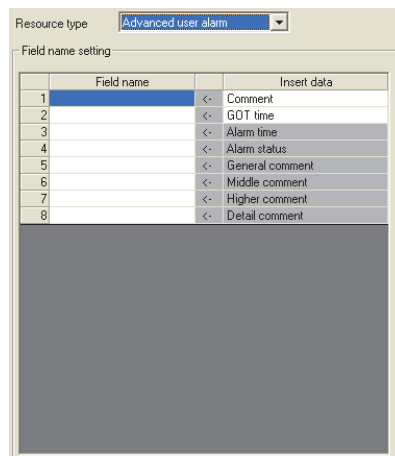 Resource type Advanced user alarm
Field name setting
Field name Insert data
1 <- Comment
2 <- GOT time
3 <- Alarm time
4 <- Alarm status
5 <- General comment
6 <- Middle comment
7 <- Higher comment
8 <- Detail comment